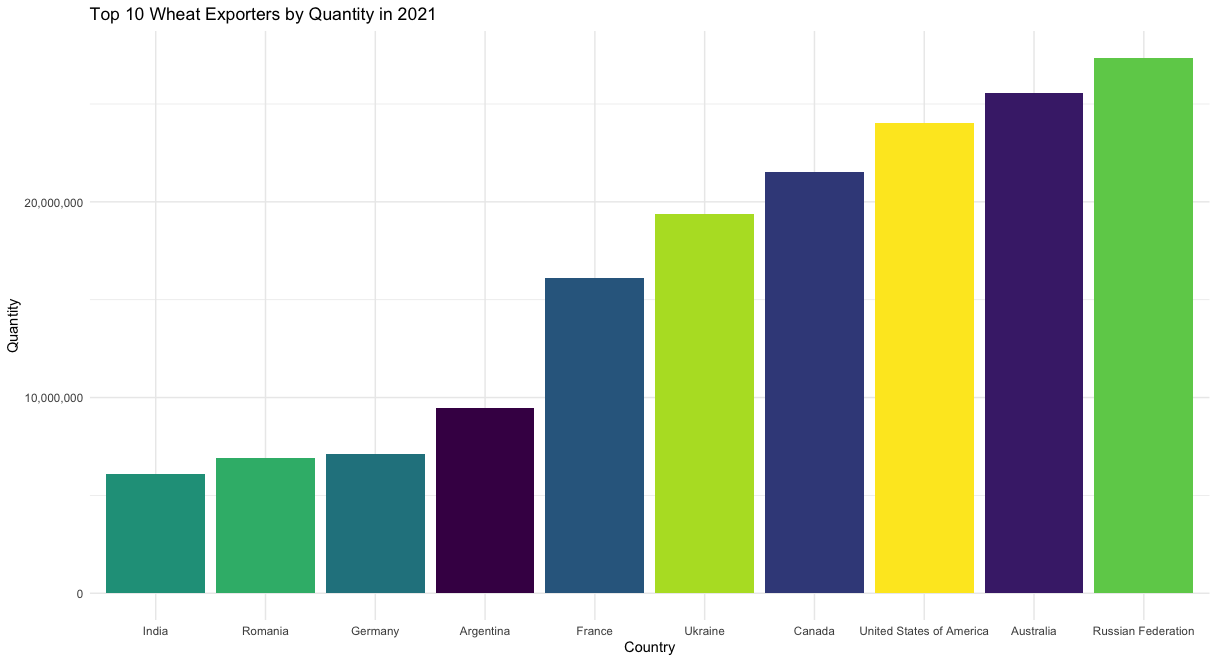 Top 10 Wheat Exporters by Quantity in 2021
Quantity
20,000,000
10,000,000
0
India
Romania
Germany
Argentina
France
Ukraine
Canada
United States of America
Australia
Russian Federation
Country